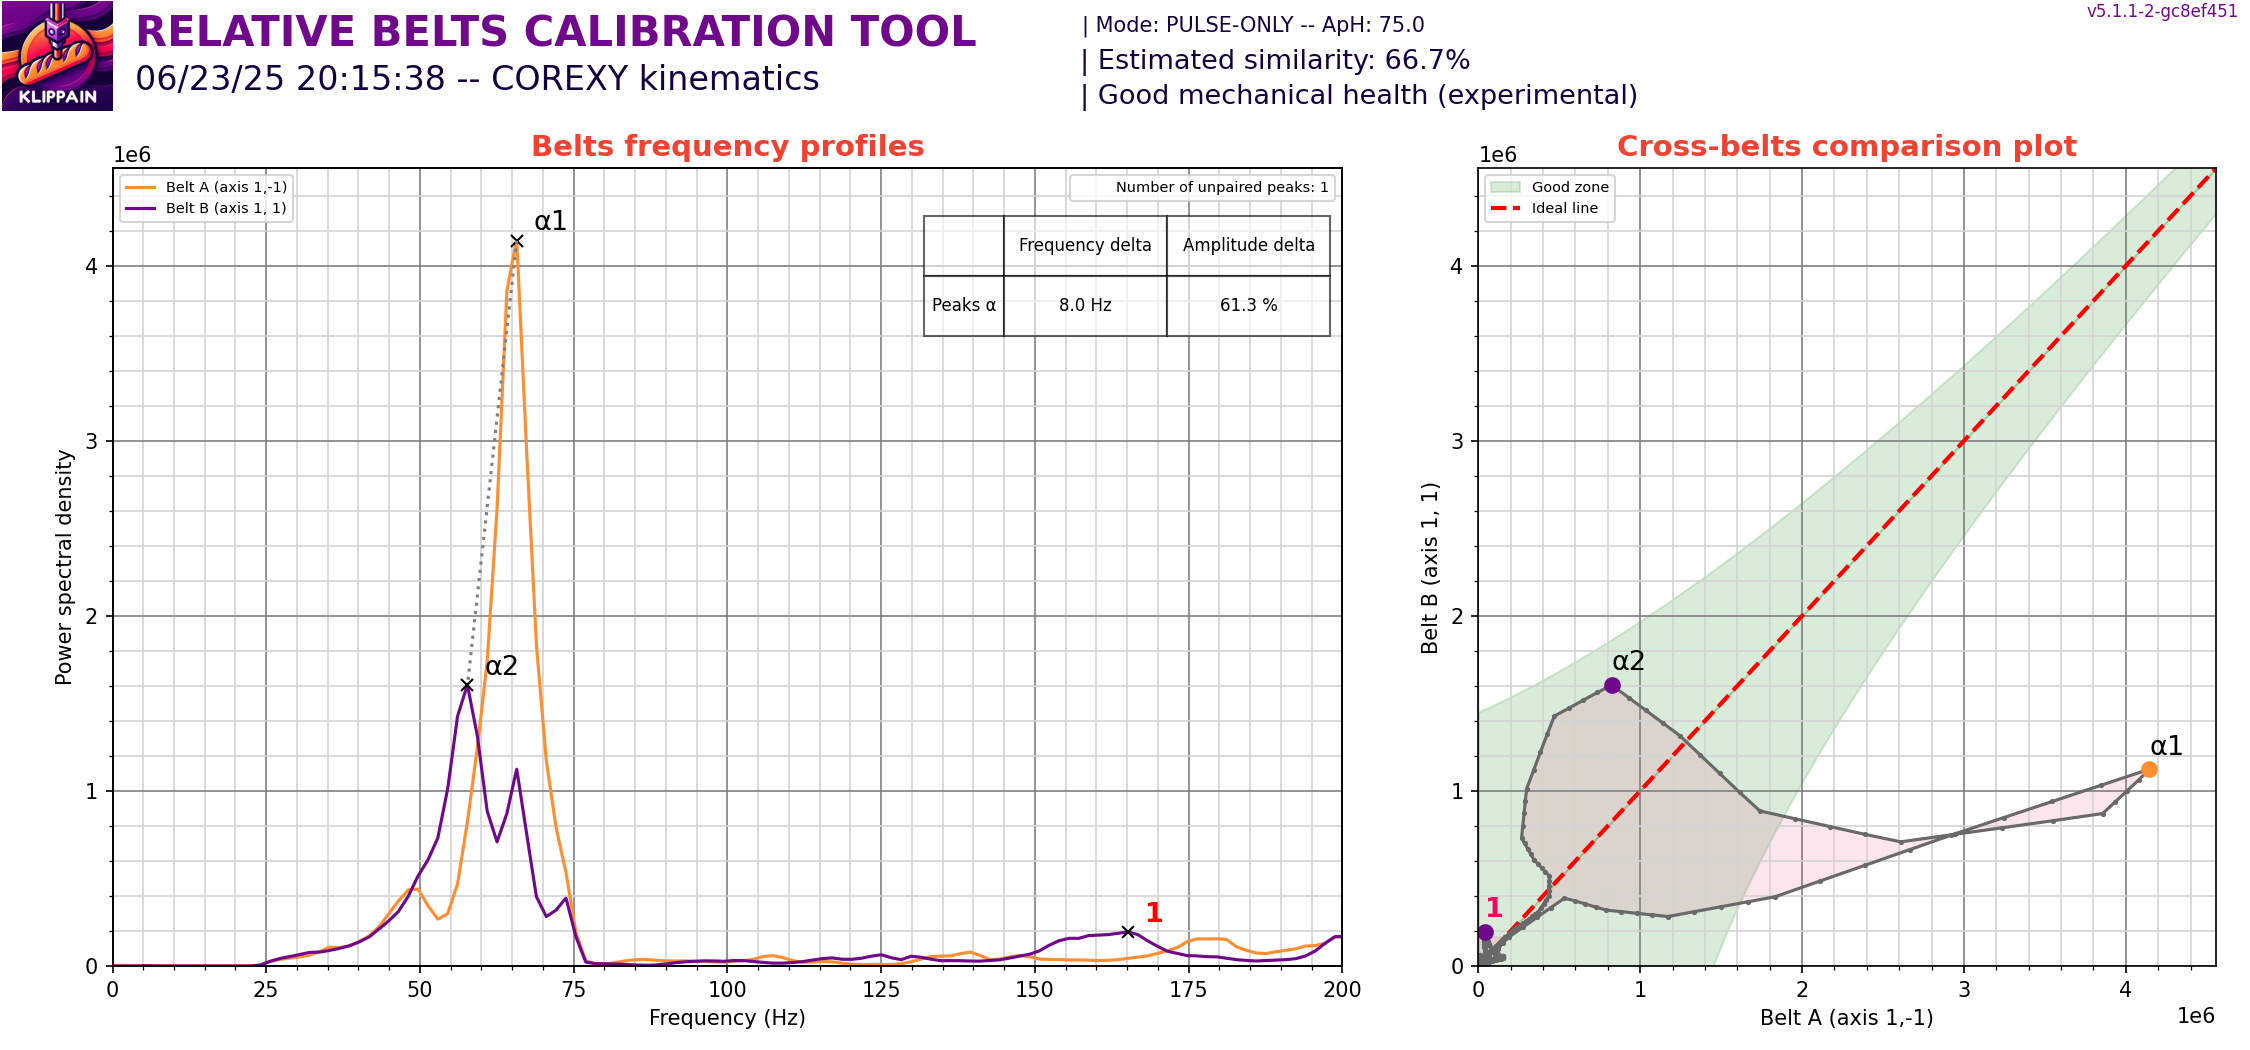 KLIPPAIN
RELATIVE BELTS CALIBRATION TOOL
06/23/25 20:15:38 -- COREXY kinematics
| Mode: PULSE-ONLY -- ApH: 75.0
| Estimated similarity: 66.7%
| Good mechanical health (experimental)
v5.1.1-2-gc8ef451
Belts frequency profiles
1e6
Belt A (axis 1,-1)
Belt B (axis 1, 1)
Number of unpaired peaks: 1
Frequency delta Amplitude delta
Peaks α 8.0 Hz 61.3 %
α1
α2
1
4
3
2
1
0
Power spectral density
0 25 50 75 100 125 150 175 200
Frequency (Hz)
Cross-belts comparison plot
1e6
Good zone
Ideal line
α2
α1
1
4
3
2
1
0
Belt B (axis 1, 1)
0 1 2 3 4
1e6
Belt A (axis 1,-1)